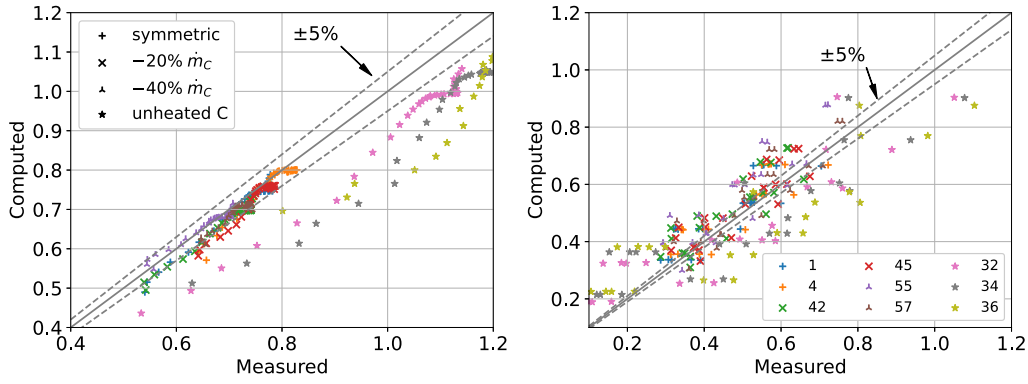 1.2
1.1
1.0
0.9
0.8
0.7
0.6
0.5
0.4
Computed
0.4 0.6 0.8 1.0 1.2
Measured
symmetric
−20% ṁ_C
−40% ṁ_C
unheated C
±5%
1.2
1.0
0.8
0.6
0.4
0.2
Computed
0.2 0.4 0.6 0.8 1.0 1.2
Measured
±5%
1 45 32
4 55 34
42 57 36